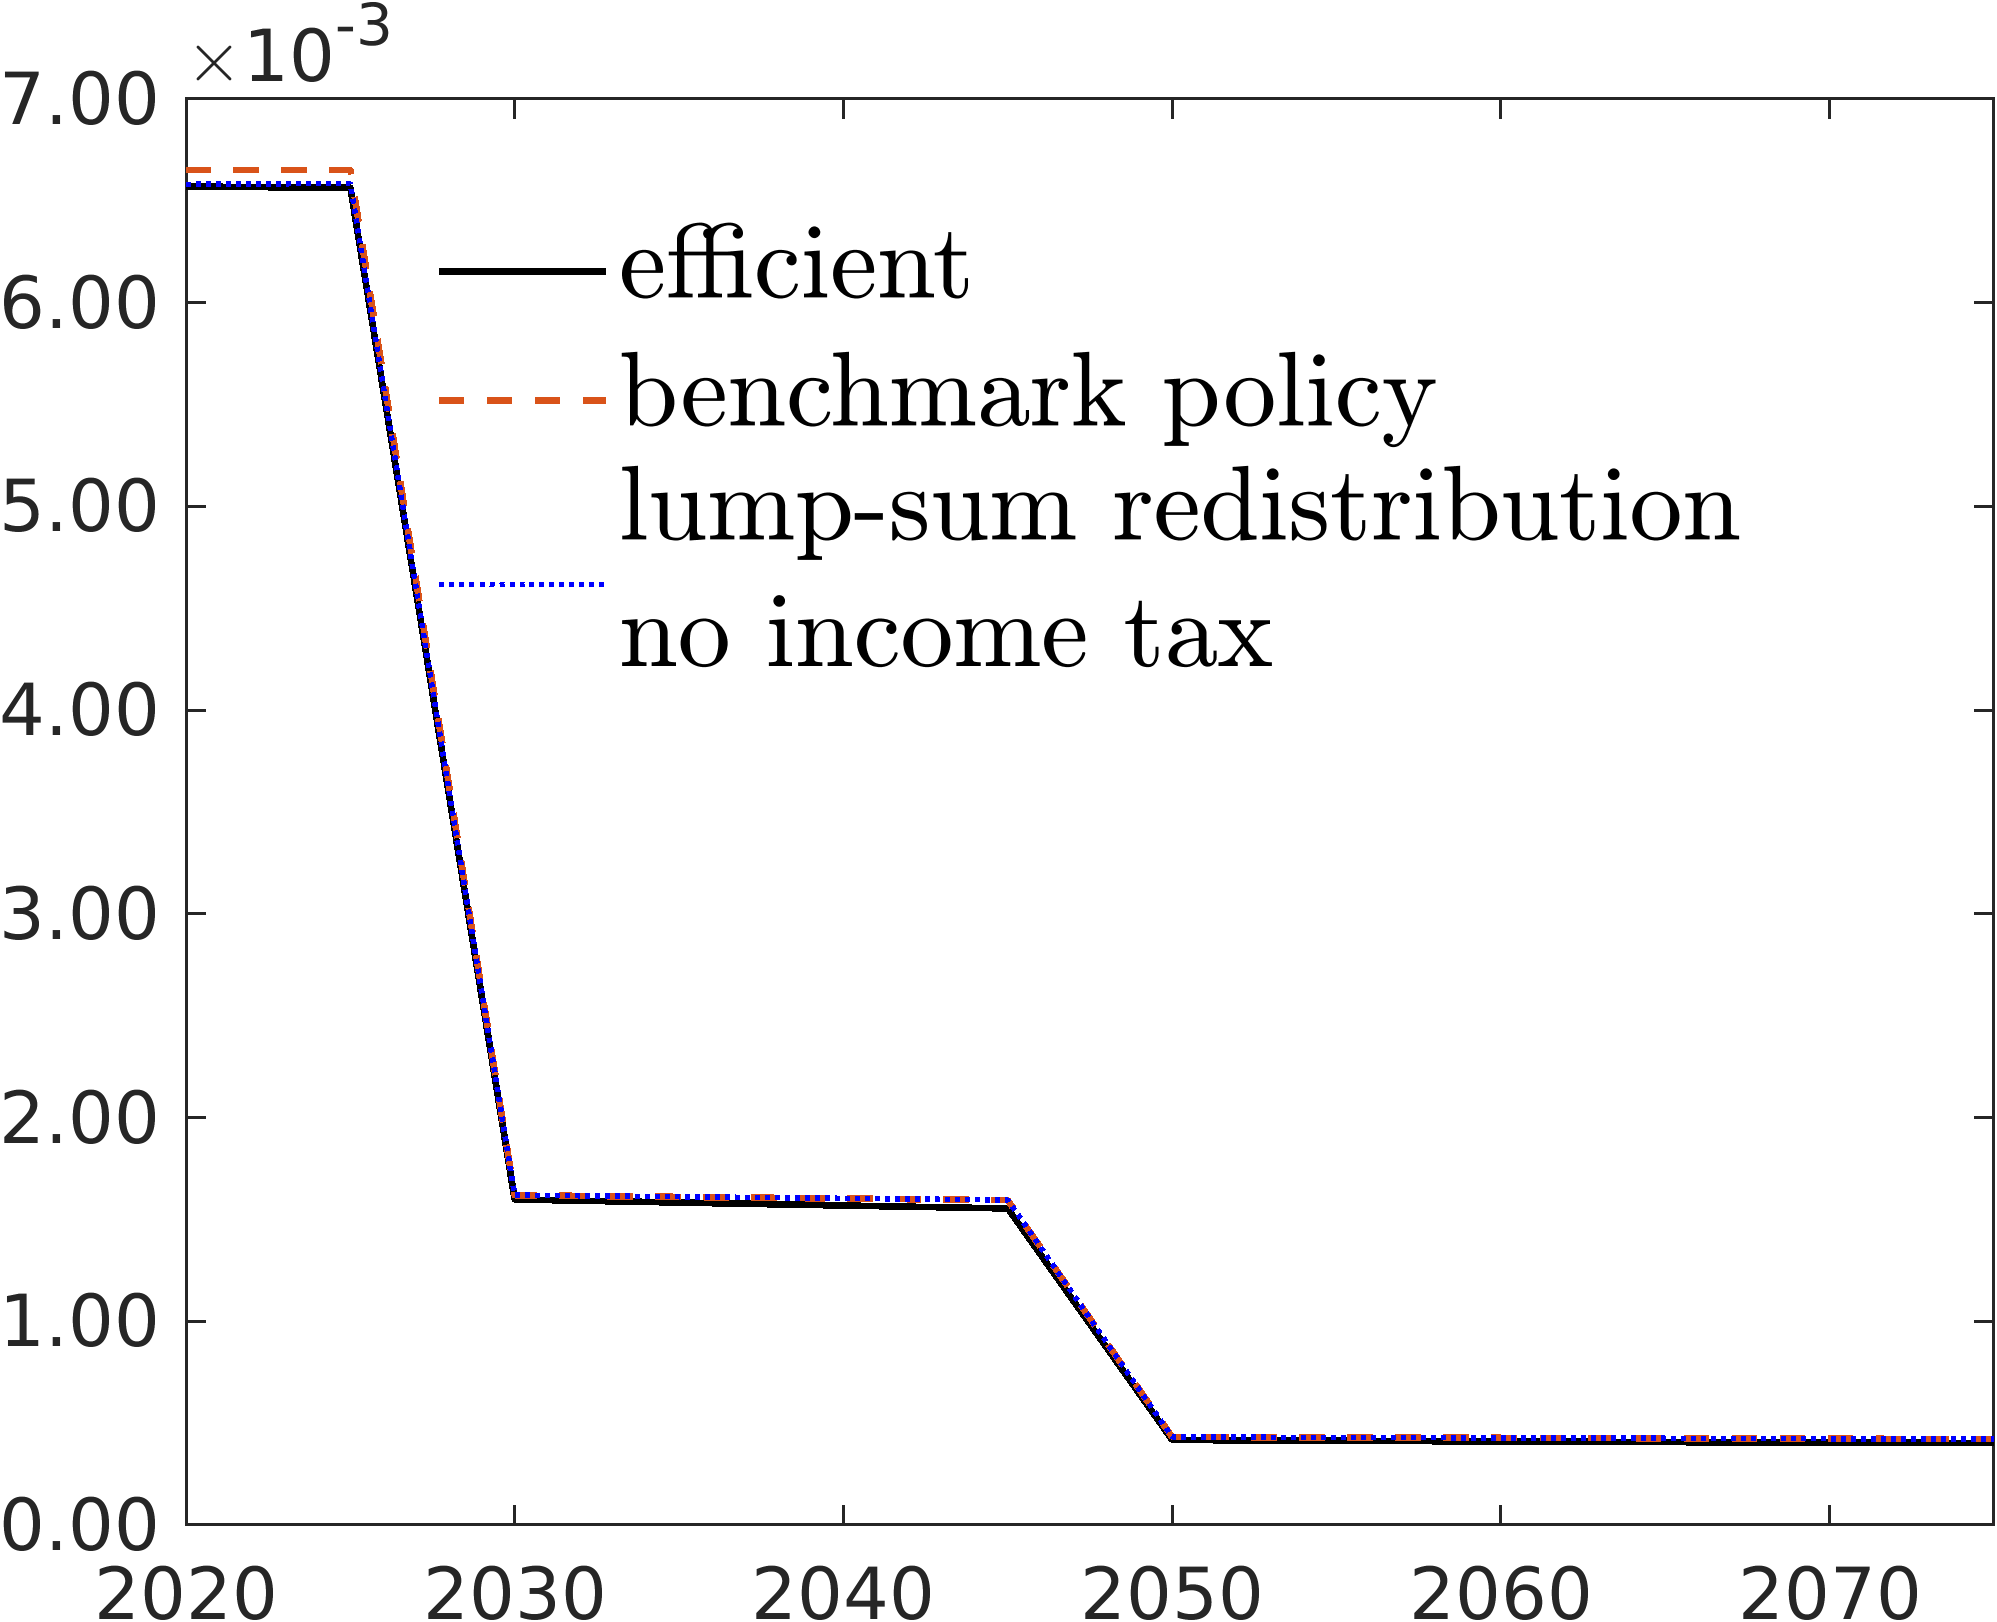 ×10-3
7.00
6.00
5.00
4.00
3.00
2.00
1.00
0.00
efficient
benchmark policy
lump-sum redistribution
no income tax
2020 2030 2040 2050 2060 2070